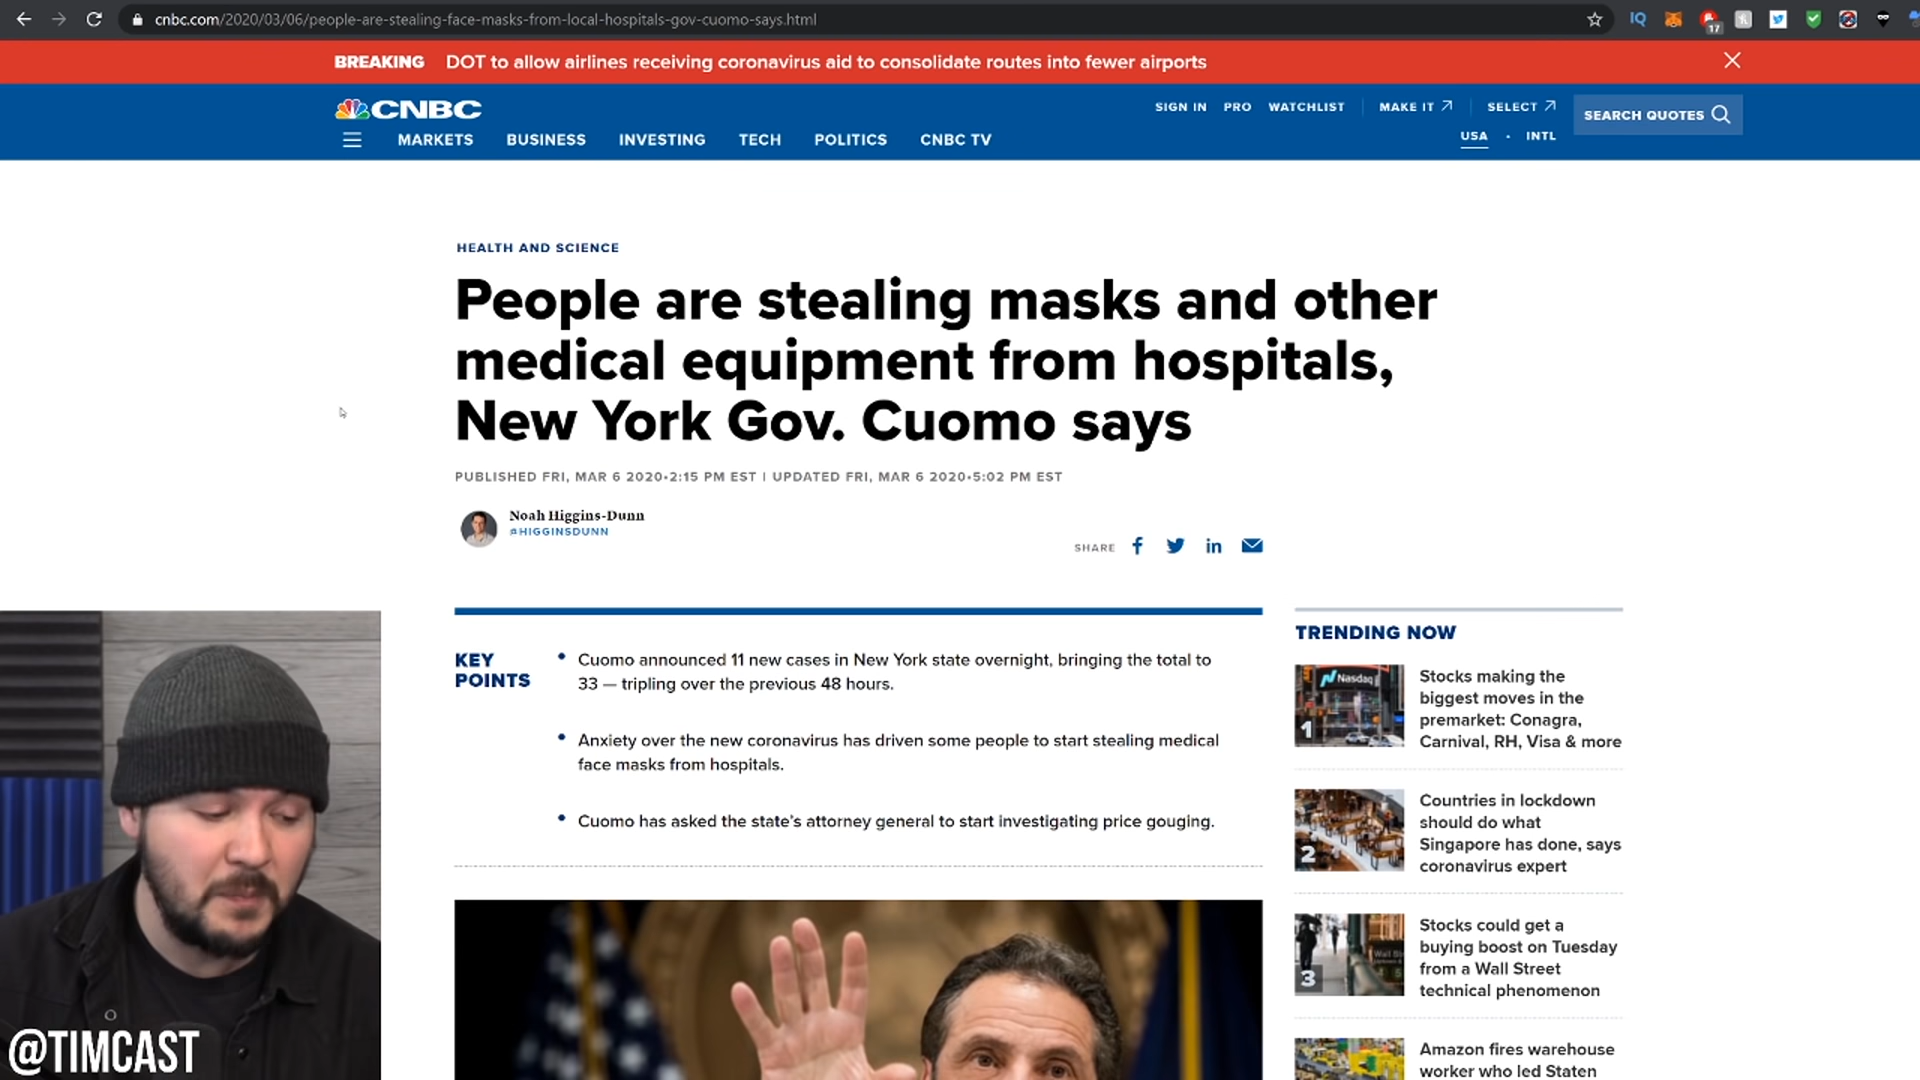 cnbc.com/2020/03/06/people-are-stealing-face-masks-from-local-hospitals-gov-cuomo-says.html
IQ
17
BREAKING DOT to allow airlines receiving coronavirus aid to consolidate routes into fewer airports
CNBC
SIGN IN PRO WATCHLIST MAKE IT SELECT
SEARCH QUOTES
USA · INTL
MARKETS BUSINESS INVESTING TECH POLITICS CNBC TV
HEALTH AND SCIENCE
People are stealing masks and other
medical equipment from hospitals,
New York Gov. Cuomo says
PUBLISHED FRI, MAR 6 2020•2:15 PM EST | UPDATED FRI, MAR 6 2020•5:02 PM EST
Noah Higgins-Dunn
@HIGGINSDUNN
SHARE
KEY
POINTS
• Cuomo announced 11 new cases in New York state overnight, bringing the total to
33 — tripling over the previous 48 hours.
• Anxiety over the new coronavirus has driven some people to start stealing medical
face masks from hospitals.
• Cuomo has asked the state’s attorney general to start investigating price gouging.
TRENDING NOW
Nasdaq
1
Stocks making the
biggest moves in the
premarket: Conagra,
Carnival, RH, Visa & more
2
Countries in lockdown
should do what
Singapore has done, says
coronavirus expert
3
Stocks could get a
buying boost on Tuesday
from a Wall Street
technical phenomenon
Amazon fires warehouse
worker who led Staten
@TIMCAST